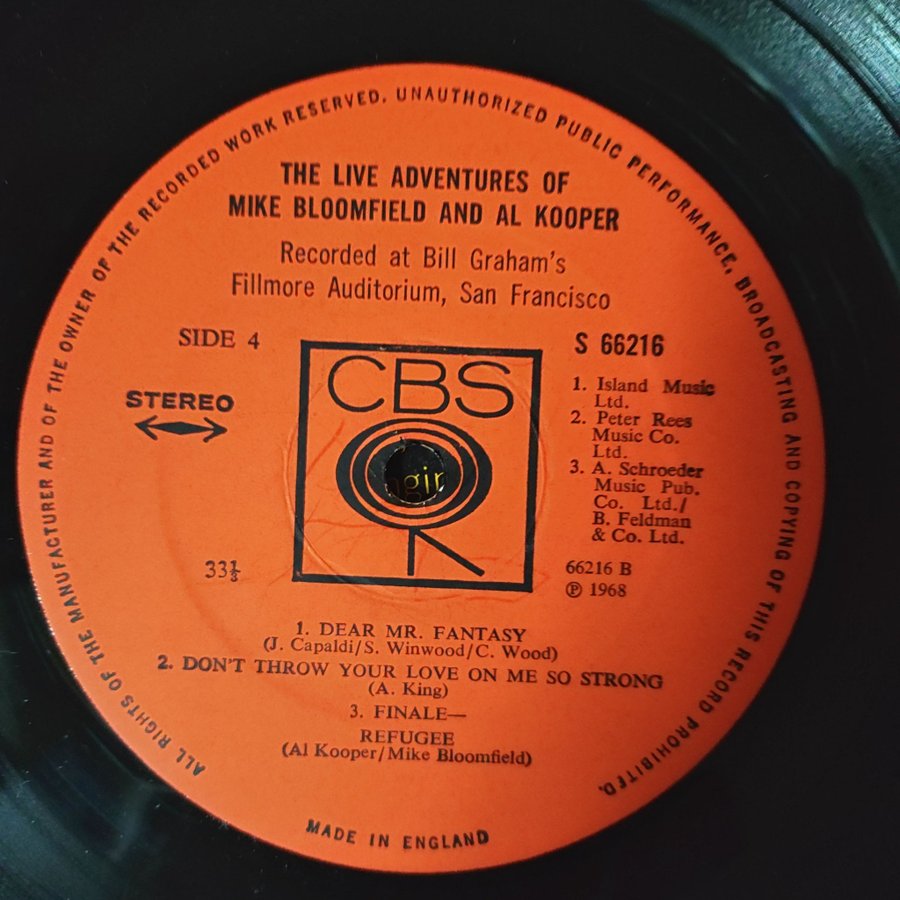 ALL RIGHTS OF THE MANUFACTURER AND OF THE OWNER OF THE RECORDED WORK RESERVED. UNAUTHORIZED PUBLIC PERFORMANCE, BROADCASTING AND COPYING OF THIS RECORD PROHIBITED.
THE LIVE ADVENTURES OF
MIKE BLOOMFIELD AND AL KOOPER
Recorded at Bill Graham's
Fillmore Auditorium, San Francisco
SIDE 4
S 66216
STEREO
CBS
1. Island Music
Ltd.
2. Peter Rees
Music Co.
Ltd.
3. A. Schroeder
Music Pub.
Co. Ltd./
B. Feldman
& Co. Ltd.
33⅓
66216 B
℗ 1968
1. DEAR MR. FANTASY
(J. Capaldi/S. Winwood/C. Wood)
2. DON'T THROW YOUR LOVE ON ME SO STRONG
(A. King)
3. FINALE—
REFUGEE
(Al Kooper/Mike Bloomfield)
MADE IN ENGLAND